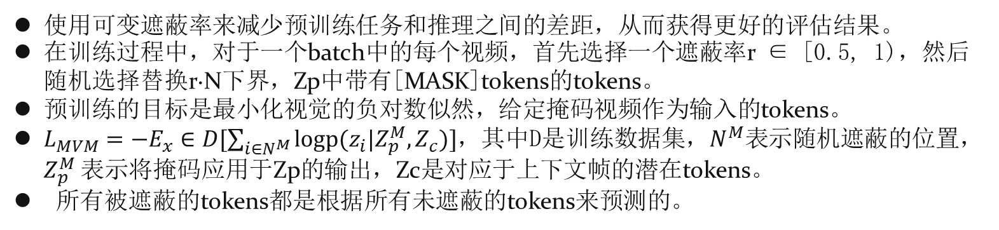 ● 使用可变遮蔽率来减少预训练任务和推理之间的差距，从而获得更好的评估结果。
● 在训练过程中，对于一个batch中的每个视频，首先选择一个遮蔽率r ∈ [0.5, 1)，然后
随机选择替换r·N下界，Zp中带有[MASK]tokens的tokens。
● 预训练的目标是最小化视觉的负对数似然，给定掩码视频作为输入的tokens。
● $L_{MVM} = -E_x \in D[\sum_{i \in N^M} \text{logp}(z_i|Z_p^M, Z_c)]$，其中D是训练数据集，$N^M$表示随机遮蔽的位置，
$Z_p^M$ 表示将掩码应用于Zp的输出，Zc是对应于上下文帧的潜在tokens。
● 所有被遮蔽的tokens都是根据所有未遮蔽的tokens来预测的。